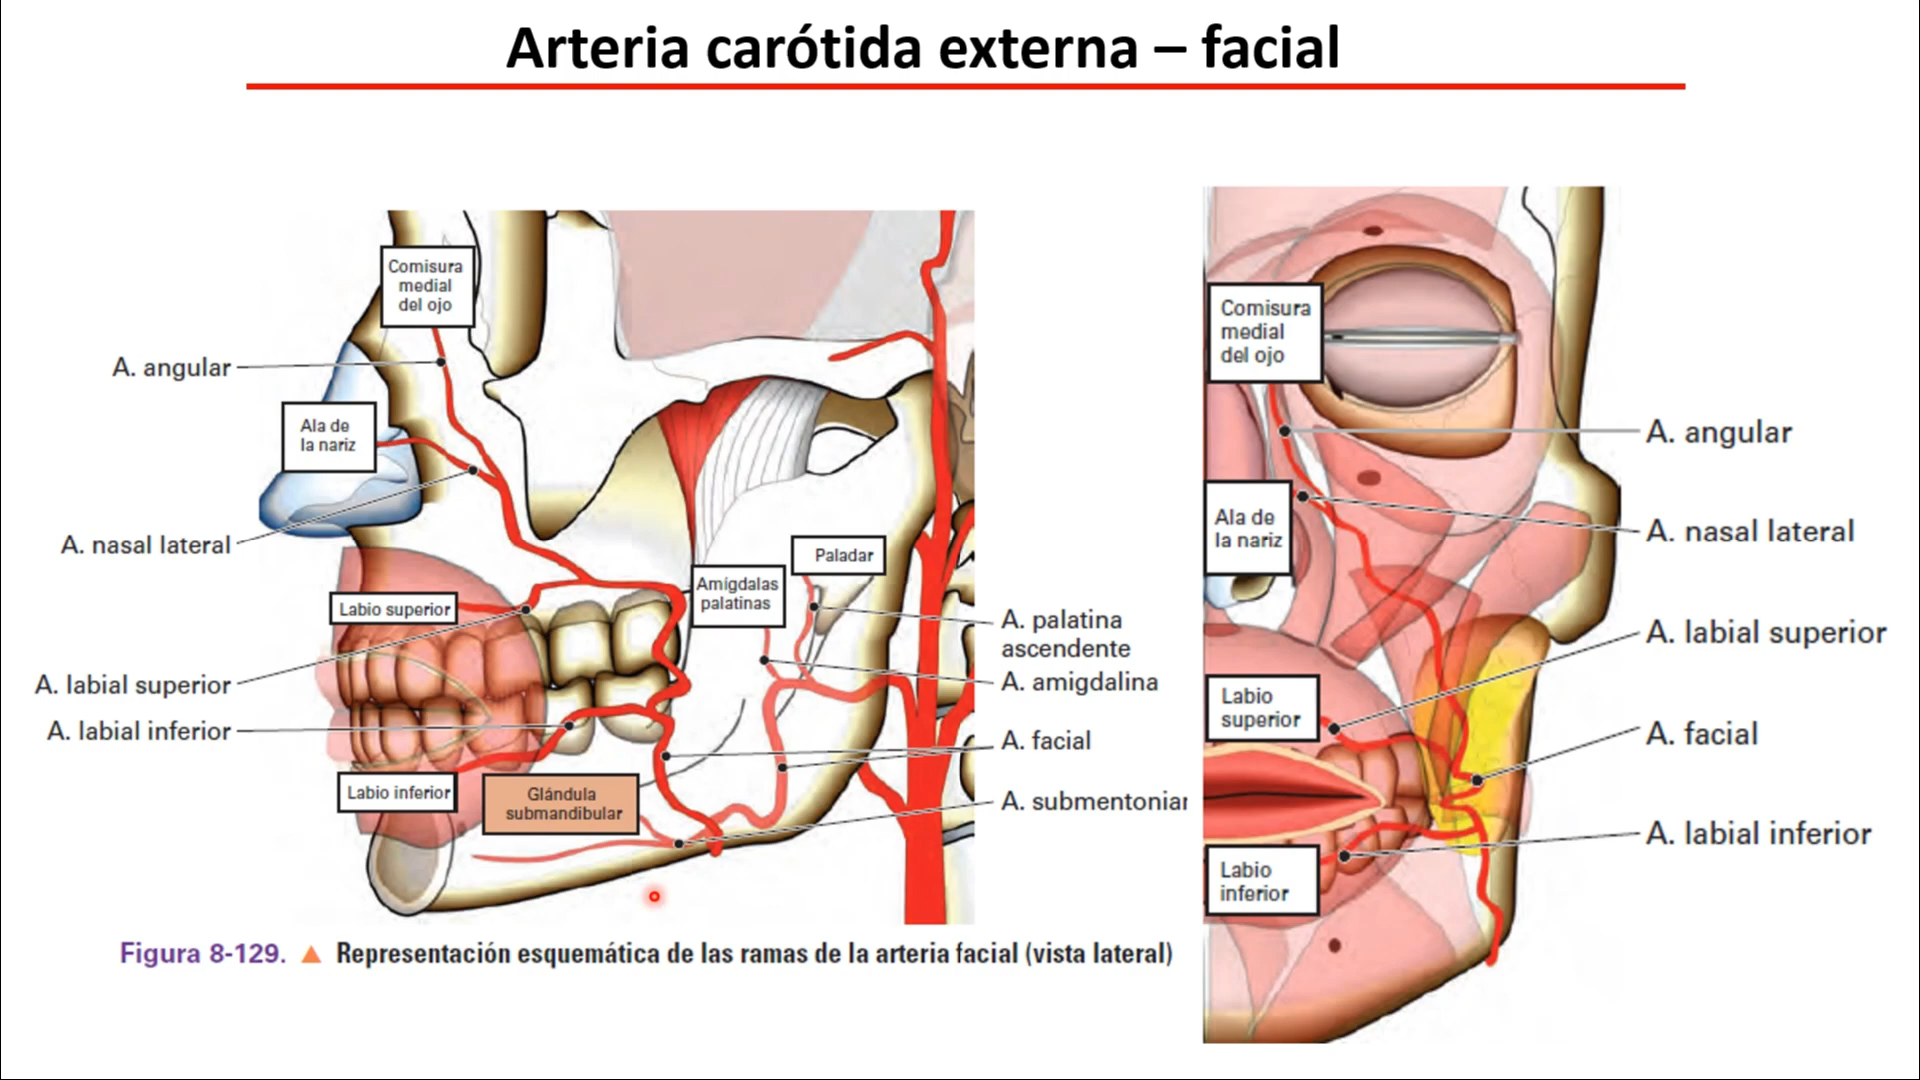 Arteria carótida externa – facial
Comisura
medial
del ojo
A. angular
Ala de
la nariz
A. nasal lateral
Labio superior
A. labial superior
A. labial inferior
Labio inferior
Glándula
submandibular
Amígdalas
palatinas
Paladar
A. palatina
ascendente
A. amigdalina
A. facial
A. submentonian
Figura 8-129. ▲ Representación esquemática de las ramas de la arteria facial (vista lateral)
Comisura
medial
del ojo
A. angular
Ala de
la nariz
A. nasal lateral
A. labial superior
Labio
superior
A. facial
A. labial inferior
Labio
inferior